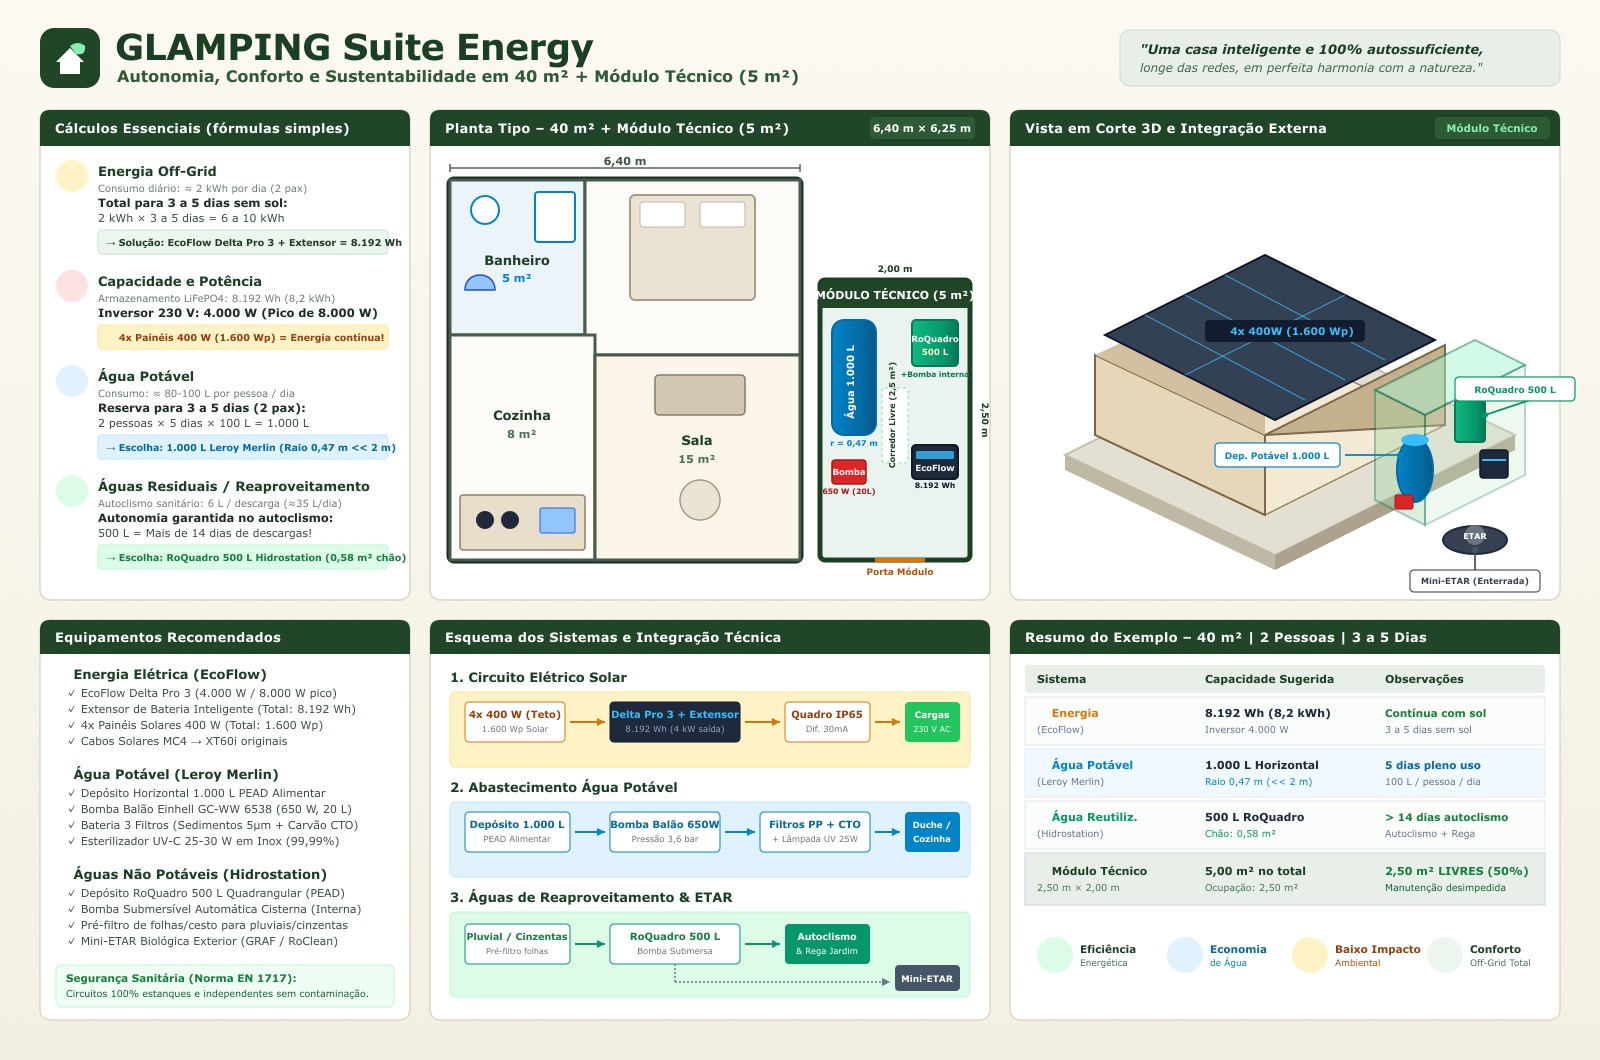 GLAMPING Suite Energy
Autonomia, Conforto e Sustentabilidade em 40 m² + Módulo Técnico (5 m²)
"Uma casa inteligente e 100% autossuficiente,
longe das redes, em perfeita harmonia com a natureza."
Cálculos Essenciais (fórmulas simples)
Energia Off-Grid
Consumo diário: ≈ 2 kWh por dia (2 pax)
Total para 3 a 5 dias sem sol:
2 kWh × 3 a 5 dias = 6 a 10 kWh
→ Solução: EcoFlow Delta Pro 3 + Extensor = 8.192 Wh
Capacidade e Potência
Armazenamento LiFePO4: 8.192 Wh (8,2 kWh)
Inversor 230 V: 4.000 W (Pico de 8.000 W)
4x Painéis 400 W (1.600 Wp) = Energia contínua!
Água Potável
Consumo: ≈ 80-100 L por pessoa / dia
Reserva para 3 a 5 dias (2 pax):
2 pessoas × 5 dias × 100 L = 1.000 L
→ Escolha: 1.000 L Leroy Merlin (Raio 0,47 m << 2 m)
Águas Residuais / Reaproveitamento
Autoclismo sanitário: 6 L / descarga (≈35 L/dia)
Autonomia garantida no autoclismo:
500 L = Mais de 14 dias de descargas!
→ Escolha: RoQuadro 500 L Hidrostation (0,58 m² chão)
Planta Tipo – 40 m² + Módulo Técnico (5 m²)
6,40 m × 6,25 m
6,40 m
Banheiro
5 m²
Cozinha
8 m²
Sala
15 m²
2,00 m
MÓDULO TÉCNICO (5 m²)
Água 1.000 L
r = 0,47 m
RoQuadro
500 L
+Bomba interna
Corredor Livre (2,5 m²)
2,50 m
Bomba
650 W (20L)
EcoFlow
8.192 Wh
Porta Módulo
Vista em Corte 3D e Integração Externa
Módulo Técnico
4x 400W (1.600 Wp)
RoQuadro 500 L
Dep. Potável 1.000 L
ETAR
Mini-ETAR (Enterrada)
Equipamentos Recomendados
Energia Elétrica (EcoFlow)
✓ EcoFlow Delta Pro 3 (4.000 W / 8.000 W pico)
✓ Extensor de Bateria Inteligente (Total: 8.192 Wh)
✓ 4x Painéis Solares 400 W (Total: 1.600 Wp)
✓ Cabos Solares MC4 → XT60i originais
Água Potável (Leroy Merlin)
✓ Depósito Horizontal 1.000 L PEAD Alimentar
✓ Bomba Balão Einhell GC-WW 6538 (650 W, 20 L)
✓ Bateria 3 Filtros (Sedimentos 5μm + Carvão CTO)
✓ Esterilizador UV-C 25-30 W em Inox (99,99%)
Águas Não Potáveis (Hidrostation)
✓ Depósito RoQuadro 500 L Quadrangular (PEAD)
✓ Bomba Submersível Automática Cisterna (Interna)
✓ Pré-filtro de folhas/cesto para pluviais/cinzentas
✓ Mini-ETAR Biológica Exterior (GRAF / RoClean)
Segurança Sanitária (Norma EN 1717):
Circuitos 100% estanques e independentes sem contaminação.
Esquema dos Sistemas e Integração Técnica
1. Circuito Elétrico Solar
4x 400 W (Teto)
1.600 Wp Solar
Delta Pro 3 + Extensor
8.192 Wh (4 kW saída)
Quadro IP65
Dif. 30mA
Cargas
230 V AC
2. Abastecimento Água Potável
Depósito 1.000 L
PEAD Alimentar
Bomba Balão 650W
Pressão 3,6 bar
Filtros PP + CTO
+ Lâmpada UV 25W
Duche /
Cozinha
3. Águas de Reaproveitamento & ETAR
Pluvial / Cinzentas
Pré-filtro folhas
RoQuadro 500 L
Bomba Submersa
Autoclismo
& Rega Jardim
Mini-ETAR
Resumo do Exemplo – 40 m² | 2 Pessoas | 3 a 5 Dias
Sistema Capacidade Sugerida Observações
Energia 8.192 Wh (8,2 kWh) Contínua com sol
(EcoFlow) Inversor 4.000 W 3 a 5 dias sem sol
Água Potável 1.000 L Horizontal 5 dias pleno uso
(Leroy Merlin) Raio 0,47 m (<< 2 m) 100 L / pessoa / dia
Água Reutiliz. 500 L RoQuadro > 14 dias autoclismo
(Hidrostation) Chão: 0,58 m² Autoclismo + Rega
Módulo Técnico 5,00 m² no total 2,50 m² LIVRES (50%)
2,50 m × 2,00 m Ocupação: 2,50 m² Manutenção desimpedida
Eficiência
Energética
Economia
de Água
Baixo Impacto
Ambiental
Conforto
Off-Grid Total